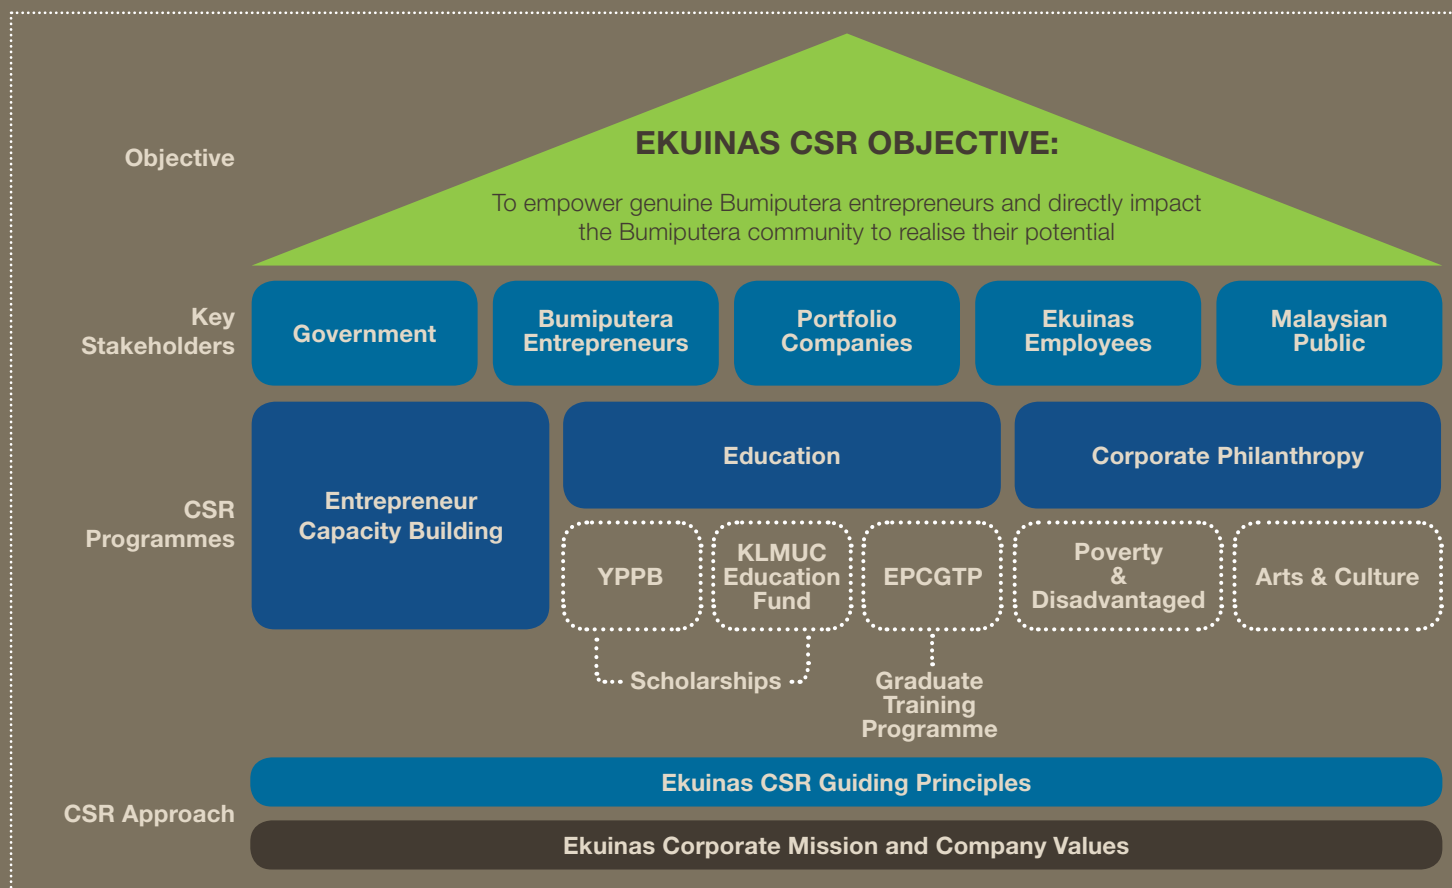 Objective
EKUINAS CSR OBJECTIVE:
To empower genuine Bumiputera entrepreneurs and directly impact
the Bumiputera community to realise their potential
Key
Stakeholders
Government
Bumiputera
Entrepreneurs
Portfolio
Companies
Ekuinas
Employees
Malaysian
Public
CSR
Programmes
Entrepreneur
Capacity Building
Education
Corporate Philanthropy
YPPB
KLMUC
Education
Fund
EPCGTP
Poverty
&
Disadvantaged
Arts & Culture
Scholarships
Graduate
Training
Programme
CSR Approach
Ekuinas CSR Guiding Principles
Ekuinas Corporate Mission and Company Values